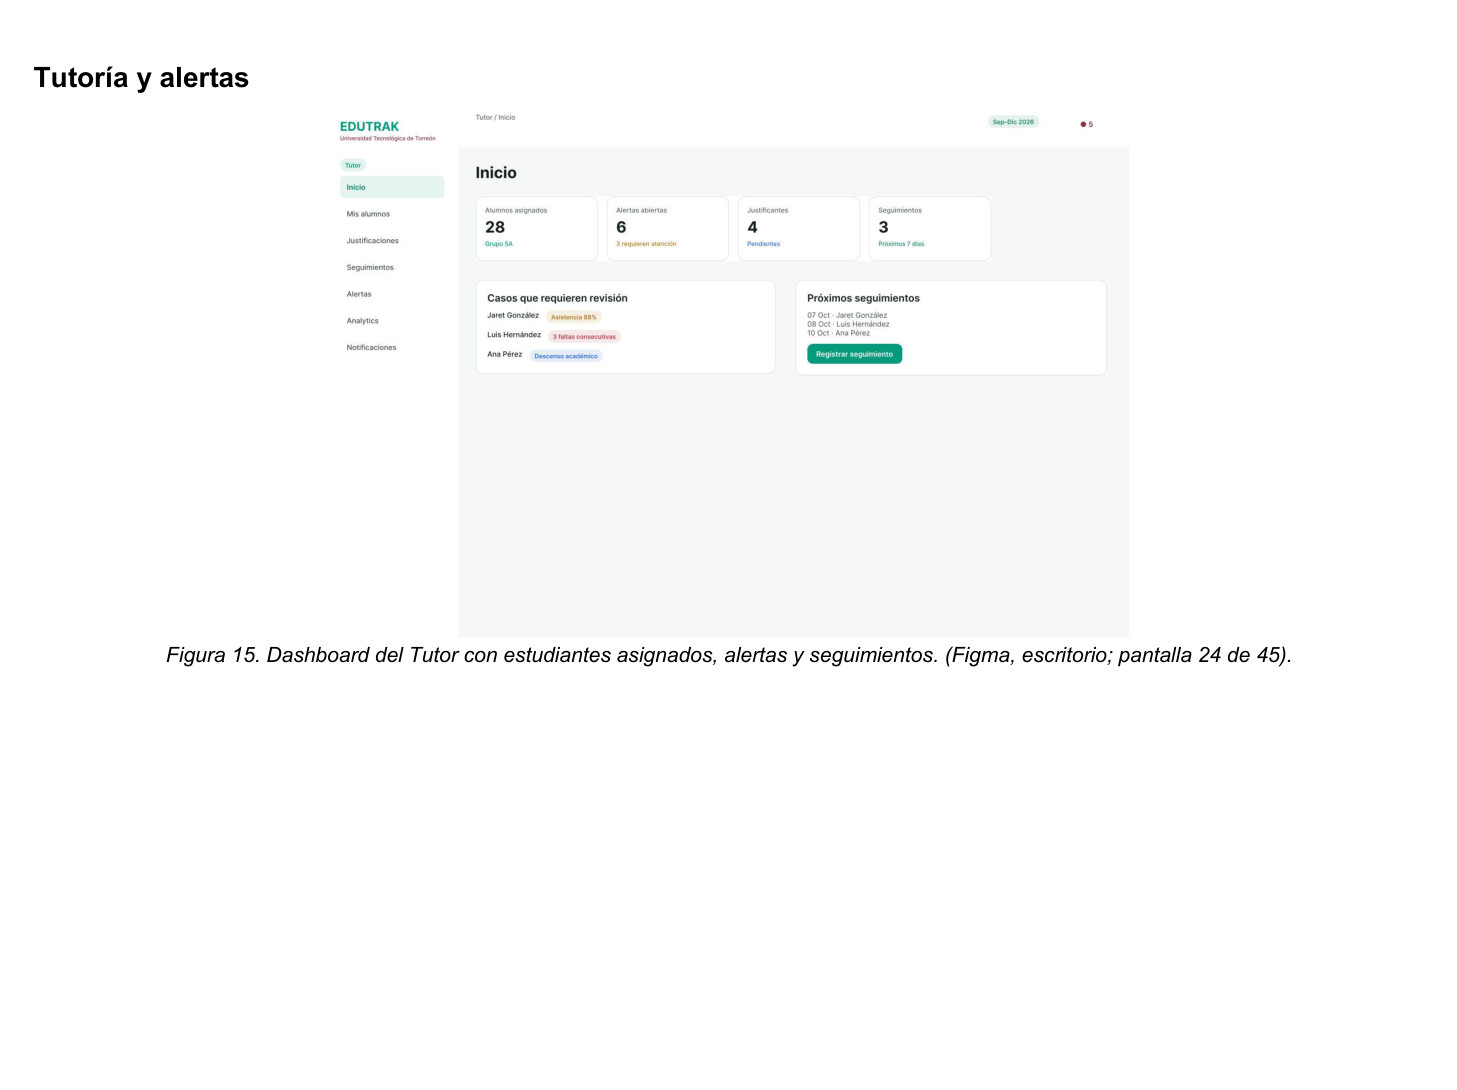 Tutoría y alertas
EDUTRAK
Universidad Tecnológica de Torreón
Tutor
Inicio
Mis alumnos
Justificaciones
Seguimientos
Alertas
Analytics
Notificaciones
Tutor / Inicio
Sep-Dic 2026
5
Inicio
Alumnos asignados
28
Grupo 5A
Alertas abiertas
6
3 requieren atención
Justificantes
4
Pendientes
Seguimientos
3
Próximos 7 días
Casos que requieren revisión
Jaret González Asistencia 88%
Luis Hernández 3 faltas consecutivas
Ana Pérez Descenso académico
Próximos seguimientos
07 Oct · Jaret González
08 Oct · Luis Hernández
10 Oct · Ana Pérez
Registrar seguimiento
Figura 15. Dashboard del Tutor con estudiantes asignados, alertas y seguimientos. (Figma, escritorio; pantalla 24 de 45).